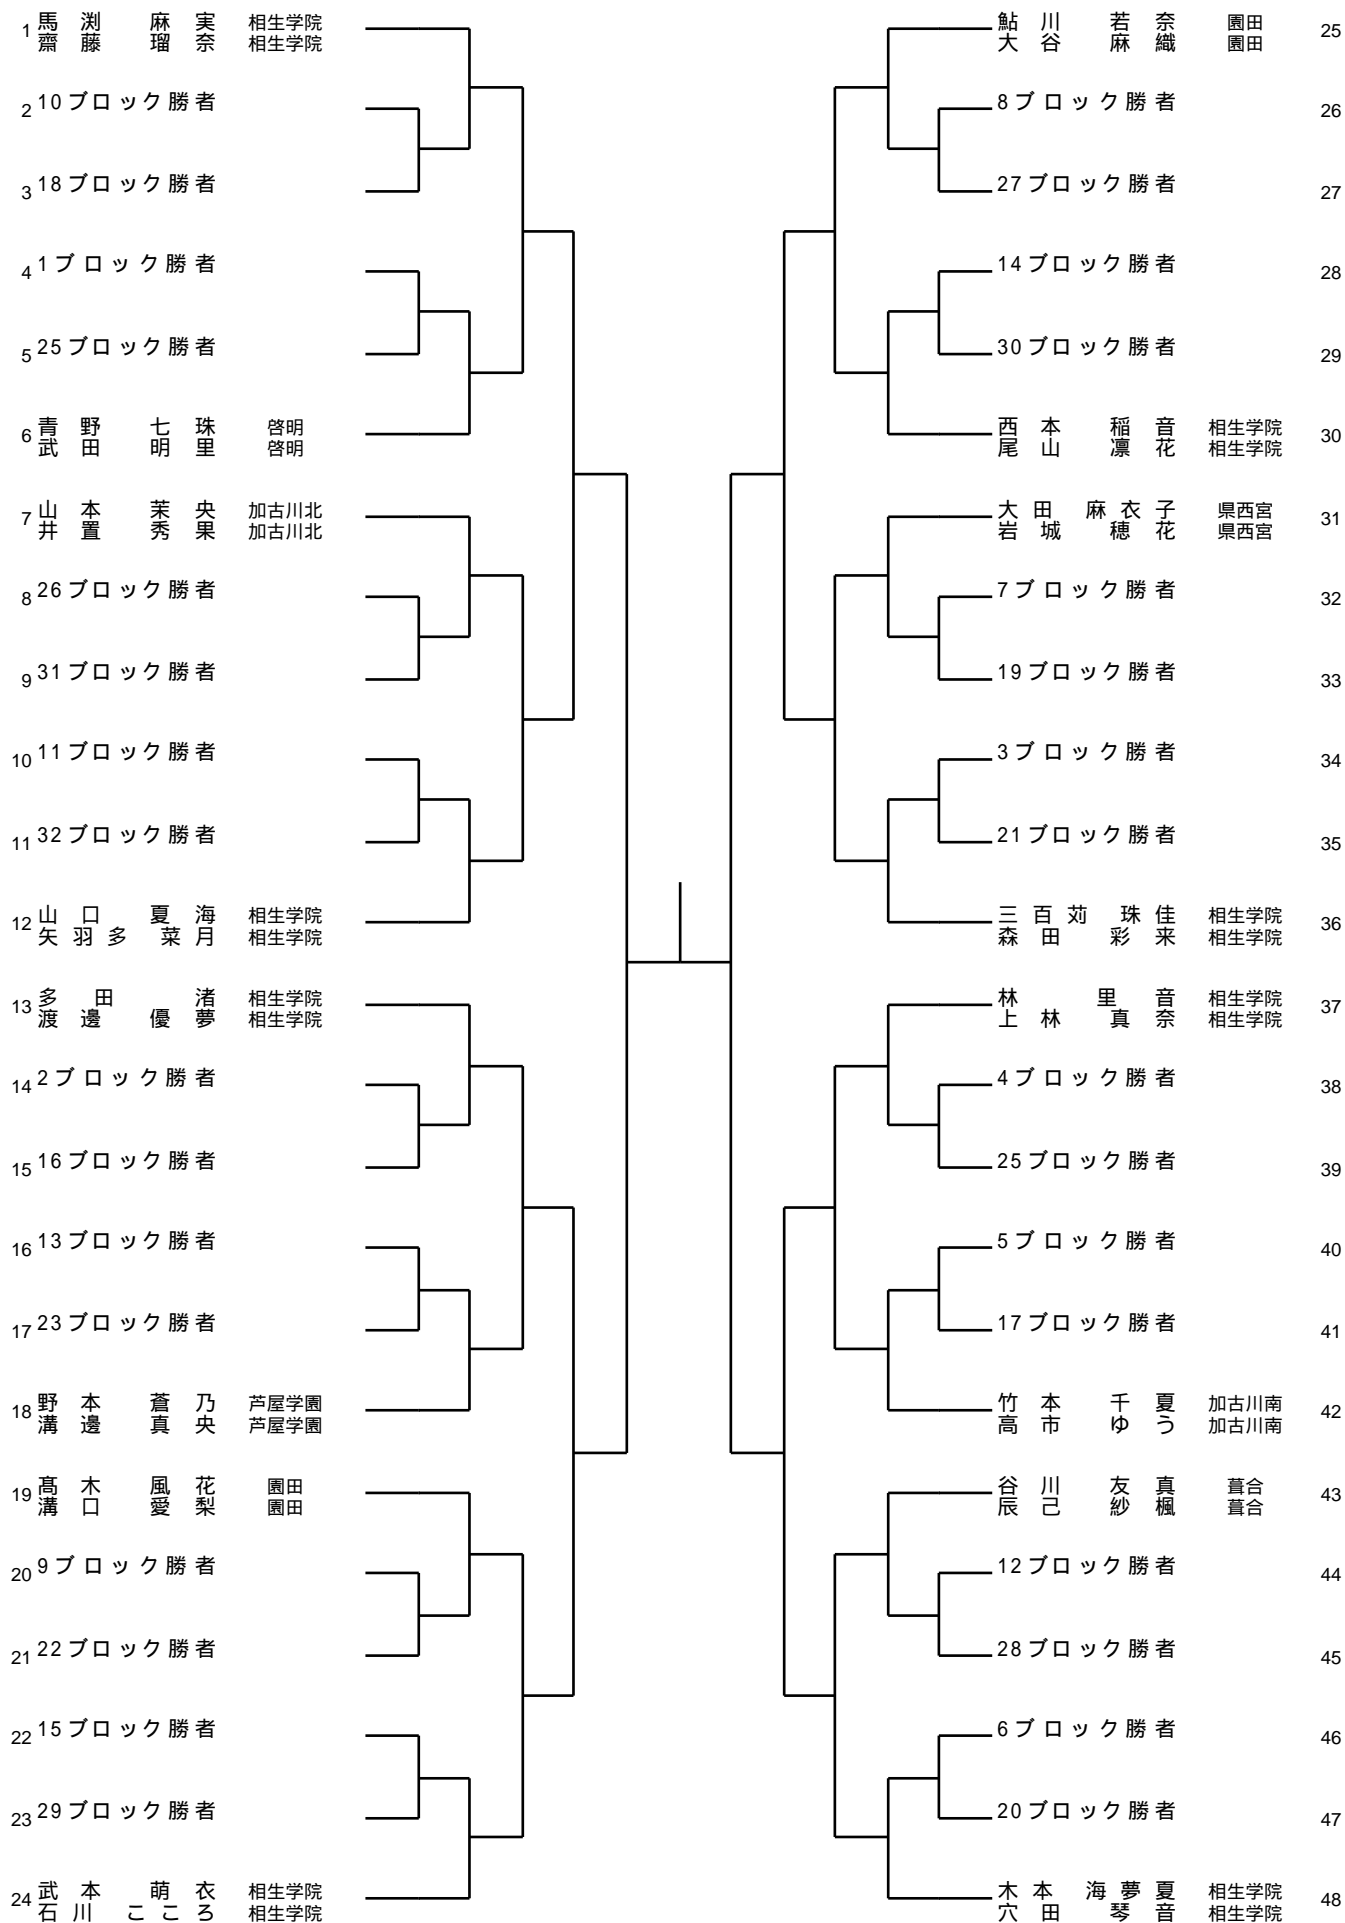 1 馬渕 麻実 相生学院
齋藤 瑠奈 相生学院
2 10ブロック勝者
3 18ブロック勝者
4 1ブロック勝者
5 25ブロック勝者
6 青野 七珠 啓明
武田 明里 啓明
7 山本 茉央 加古川北
井置 秀果 加古川北
8 26ブロック勝者
9 31ブロック勝者
10 11ブロック勝者
11 32ブロック勝者
12 山口 夏海 相生学院
矢羽多 菜月 相生学院
13 多田 渚 相生学院
渡邊 優夢 相生学院
14 2ブロック勝者
15 16ブロック勝者
16 13ブロック勝者
17 23ブロック勝者
18 野本 蒼乃 芦屋学園
溝邊 真央 芦屋学園
19 髙木 風花 園田
溝口 愛梨 園田
20 9ブロック勝者
21 22ブロック勝者
22 15ブロック勝者
23 29ブロック勝者
24 武本 萌衣 相生学院
石川 こころ 相生学院
鮎川 若奈 園田 25
大谷 麻織 園田
8ブロック勝者 26
27ブロック勝者 27
14ブロック勝者 28
30ブロック勝者 29
西本 稲音 相生学院 30
尾山 凛花 相生学院
大田 麻衣子 県西宮 31
岩城 穂花 県西宮
7ブロック勝者 32
19ブロック勝者 33
3ブロック勝者 34
21ブロック勝者 35
三百苅 珠佳 相生学院 36
森田 彩来 相生学院
林 里音 相生学院 37
上林 真奈 相生学院
4ブロック勝者 38
25ブロック勝者 39
5ブロック勝者 40
17ブロック勝者 41
竹本 千夏 加古川南 42
高市 ゆう 加古川南
谷川 友真 葺合 43
辰己 紗楓 葺合
12ブロック勝者 44
28ブロック勝者 45
6ブロック勝者 46
20ブロック勝者 47
木本 海夢夏 相生学院 48
穴田 琴音 相生学院